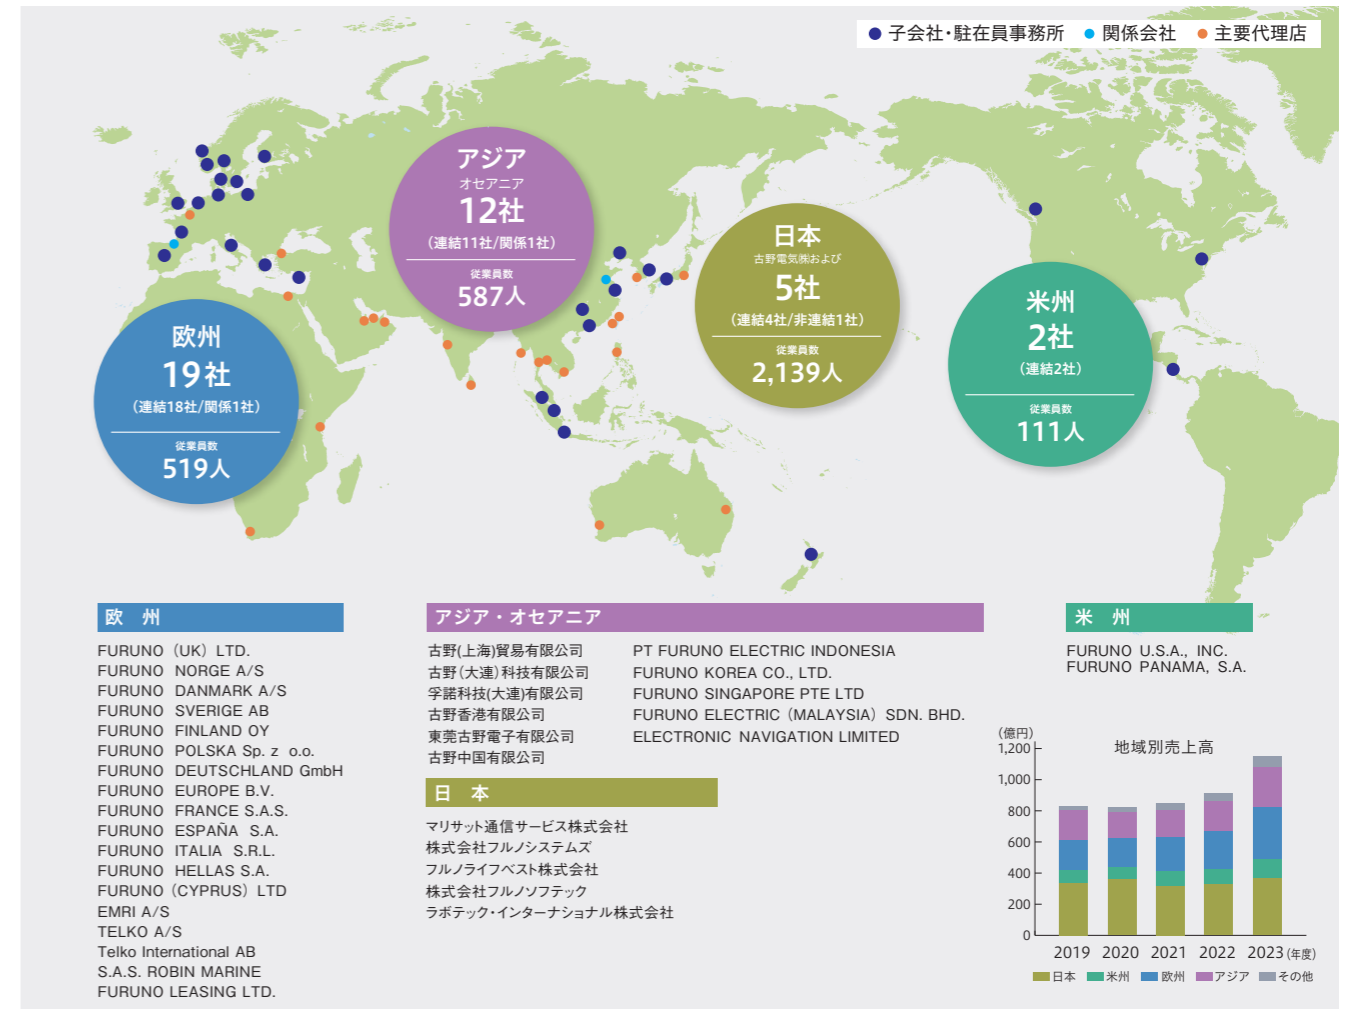 子会社・駐在員事務所 関係会社 主要代理店
アジア
オセアニア
12社
（連結11社/関係1社）
従業員数
587人
日本
古野電気㈱および
5社
（連結4社/非連結1社）
従業員数
2,139人
欧州
19社
（連結18社/関係1社）
従業員数
519人
米州
2社
（連結2社）
従業員数
111人
欧 州
FURUNO（UK）LTD.
FURUNO NORGE A/S
FURUNO DANMARK A/S
FURUNO SVERIGE AB
FURUNO FINLAND OY
FURUNO POLSKA Sp. z o.o.
FURUNO DEUTSCHLAND GmbH
FURUNO EUROPE B.V.
FURUNO FRANCE S.A.S.
FURUNO ESPAÑA S.A.
FURUNO ITALIA S.R.L.
FURUNO HELLAS S.A.
FURUNO（CYPRUS）LTD
EMRI A/S
TELKO A/S
Telko International AB
S.A.S. ROBIN MARINE
FURUNO LEASING LTD.
アジア・オセアニア
古野(上海)貿易有限公司
古野（大連）科技有限公司
孚諾科技(大連)有限公司
古野香港有限公司
東莞古野電子有限公司
古野中国有限公司
PT FURUNO ELECTRIC INDONESIA
FURUNO KOREA CO., LTD.
FURUNO SINGAPORE PTE LTD
FURUNO ELECTRIC（MALAYSIA）SDN. BHD.
ELECTRONIC NAVIGATION LIMITED
日 本
マリサット通信サービス株式会社
株式会社フルノシステムズ
フルノライフベスト株式会社
株式会社フルノソフテック
ラボテック・インターナショナル株式会社
米 州
FURUNO U.S.A., INC.
FURUNO PANAMA, S.A.
地域別売上高
（億円）
1,200
1,000
800
600
400
200
0
2019 2020 2021 2022 2023（年度）
日本 米州 欧州 アジア その他